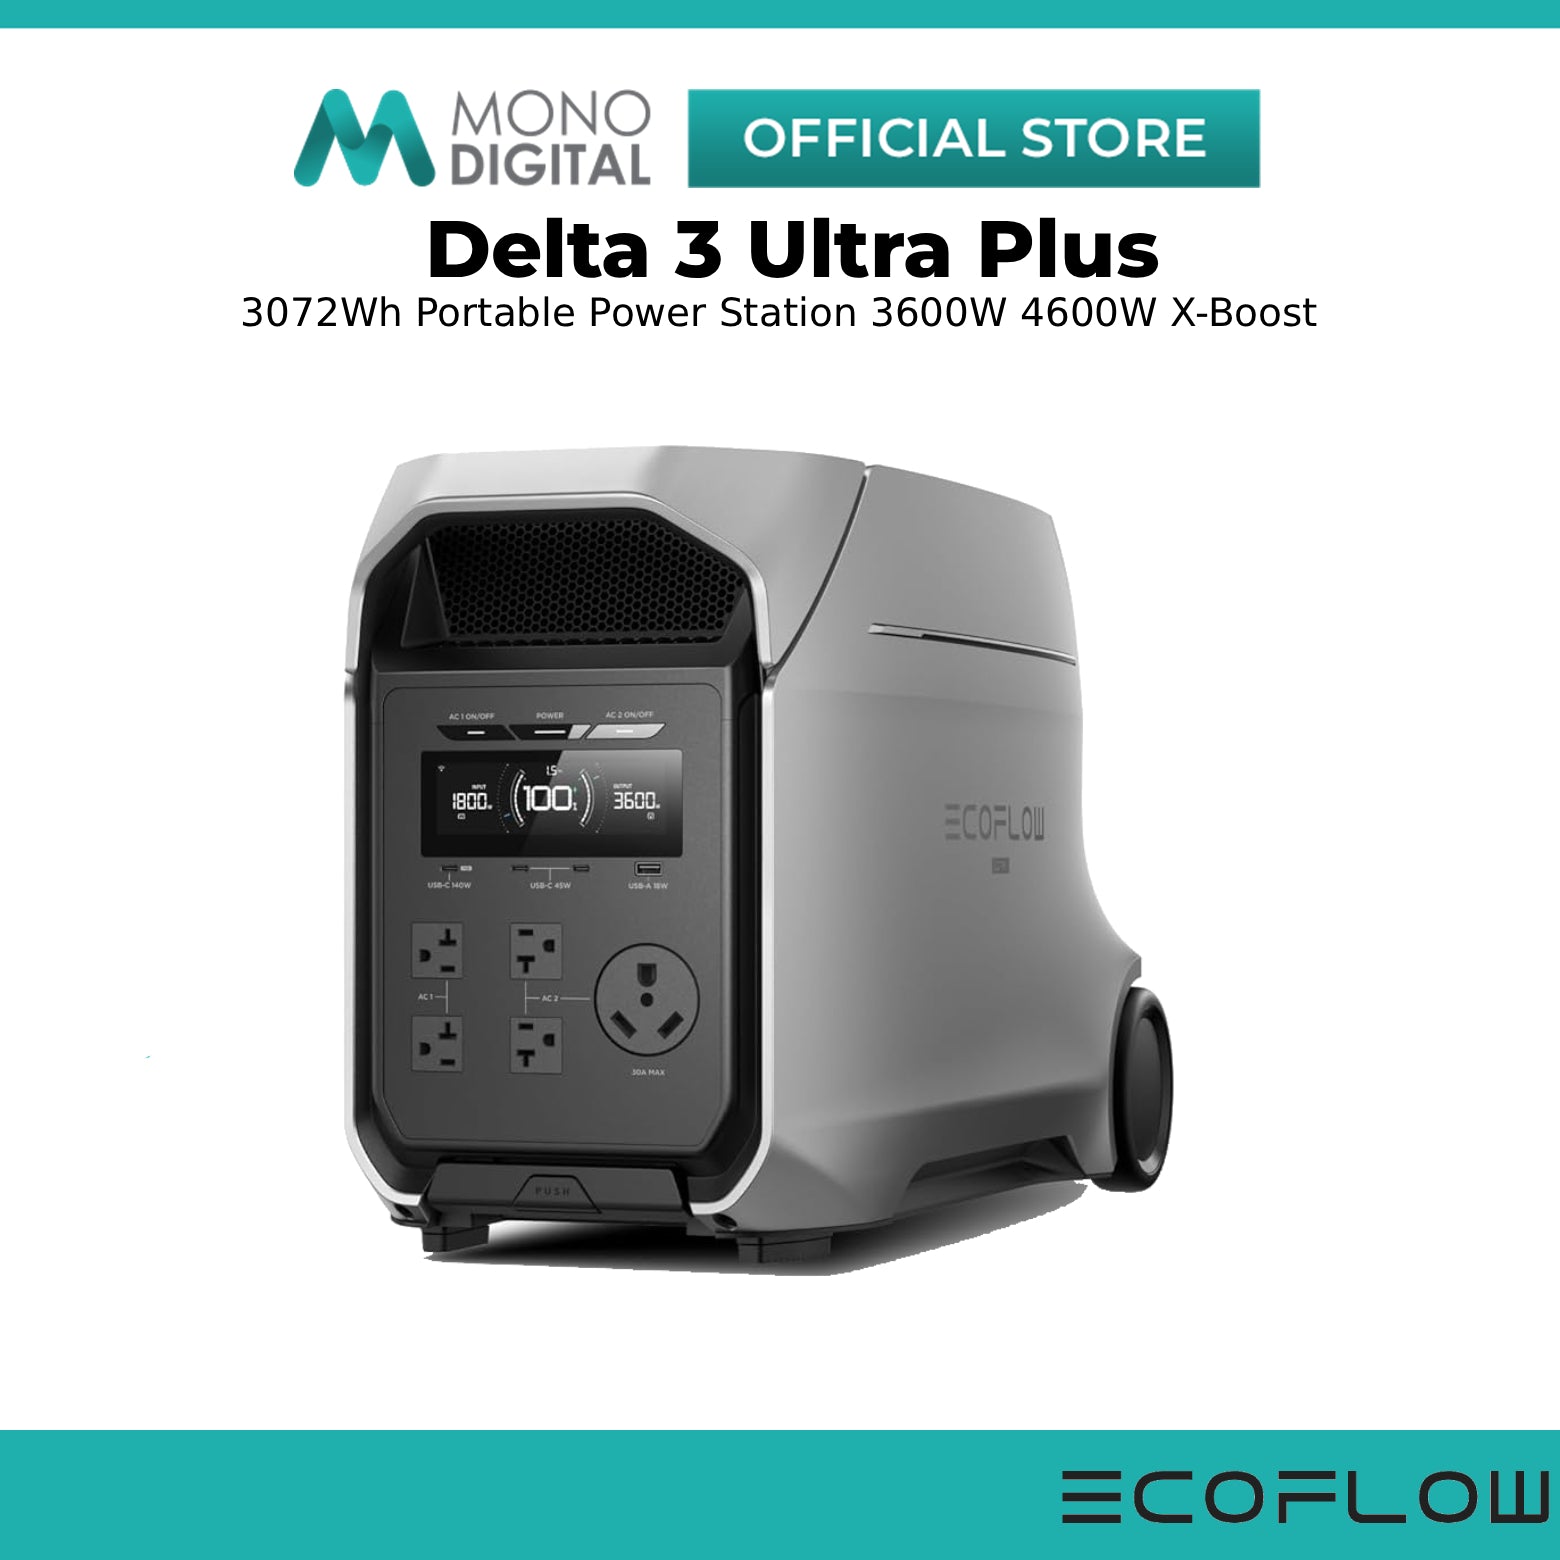 MONO
DIGITAL
OFFICIAL STORE
Delta 3 Ultra Plus
3072Wh Portable Power Station 3600W 4600W X-Boost
AC 1 ON/OFF
POWER
AC 2 ON/OFF
1.5
INPUT
1800W
100%
OUTPUT
3600W
USB-C 140W
USB-C 45W
USB-A 18W
AC 1
AC 2
30A MAX
PUSH
ECOFLOW
ECOFLOW